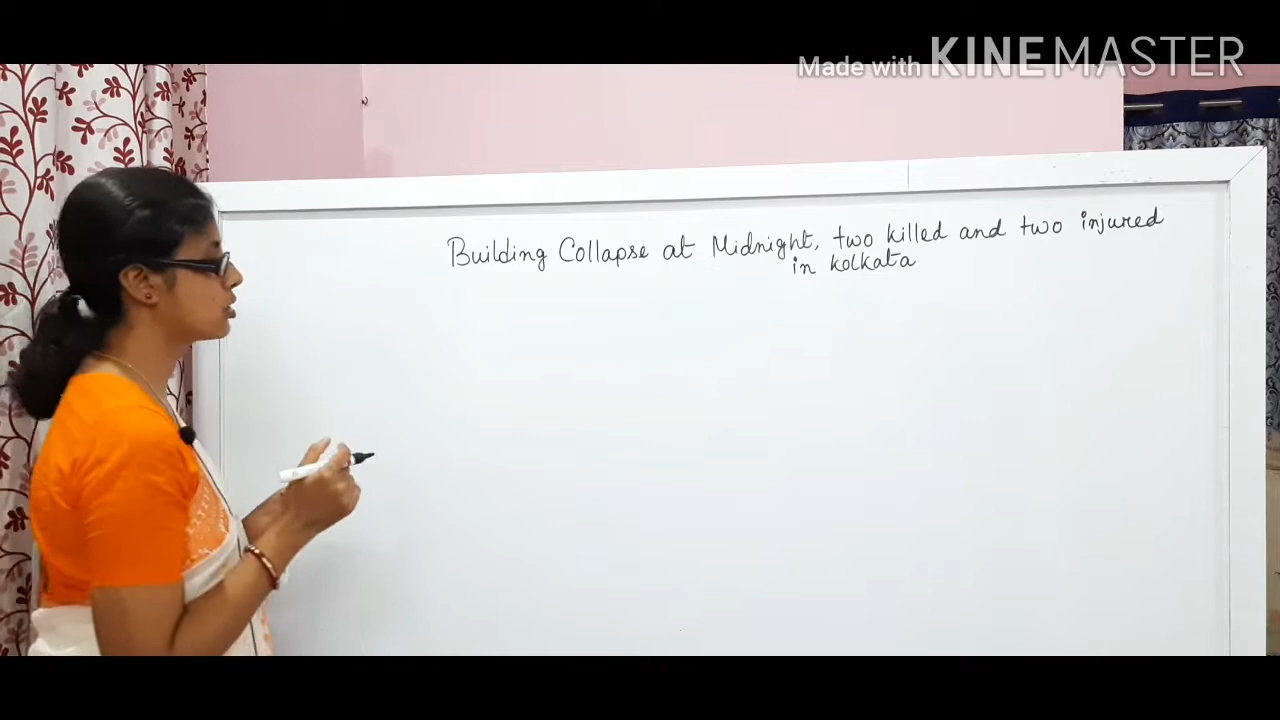 Made with KINEMASTER
Building Collapse at Midnight, two killed and two injured
in kolkata